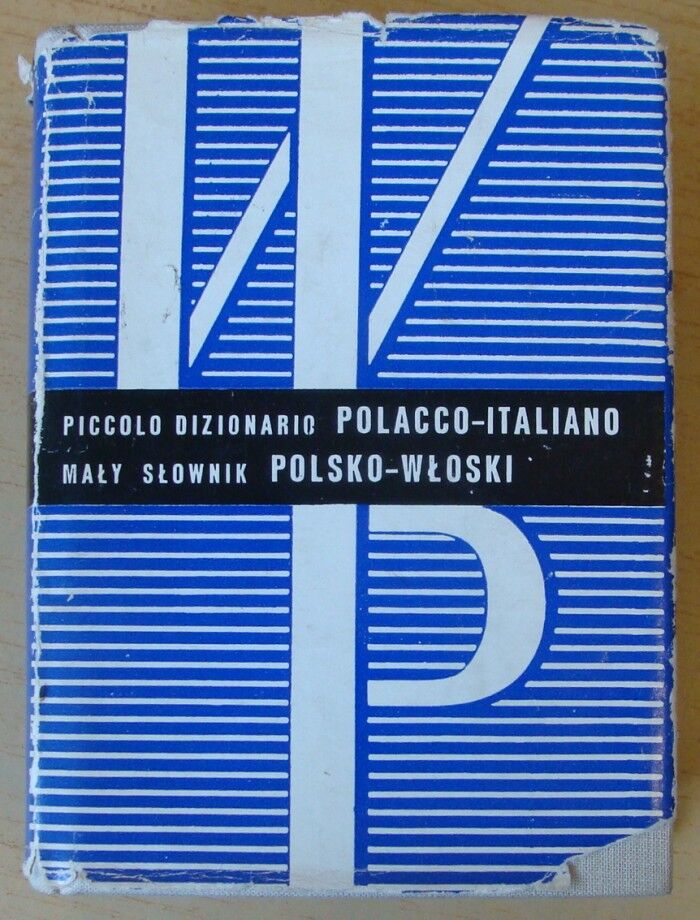 PICCOLO DIZIONARIO POLACCO-ITALIANO
MAŁY SŁOWNIK POLSKO-WŁOSKI